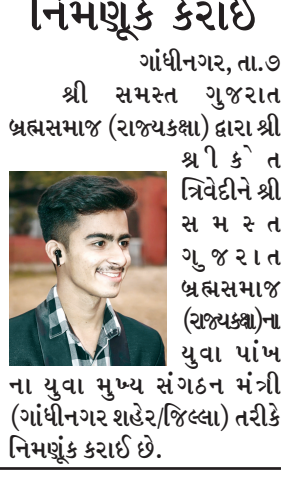 નિમણૂંક કરાઈ
ગાંધીનગર, તા.૭
શ્રી સમસ્ત ગુજરાત
બ્રહ્મસમાજ (રાજ્યકક્ષા) દ્વારા શ્રી
શ્રીકેત
ત્રિવેદીને શ્રી
સમસ્ત
ગુજરાત
બ્રહ્મસમાજ
(રાજ્યકક્ષા)ના
યુવા પાંખ
ના યુવા મુખ્ય સંગઠન મંત્રી
(ગાંધીનગર શહેર/જિલ્લા) તરીકે
નિમણૂંક કરાઈ છે.